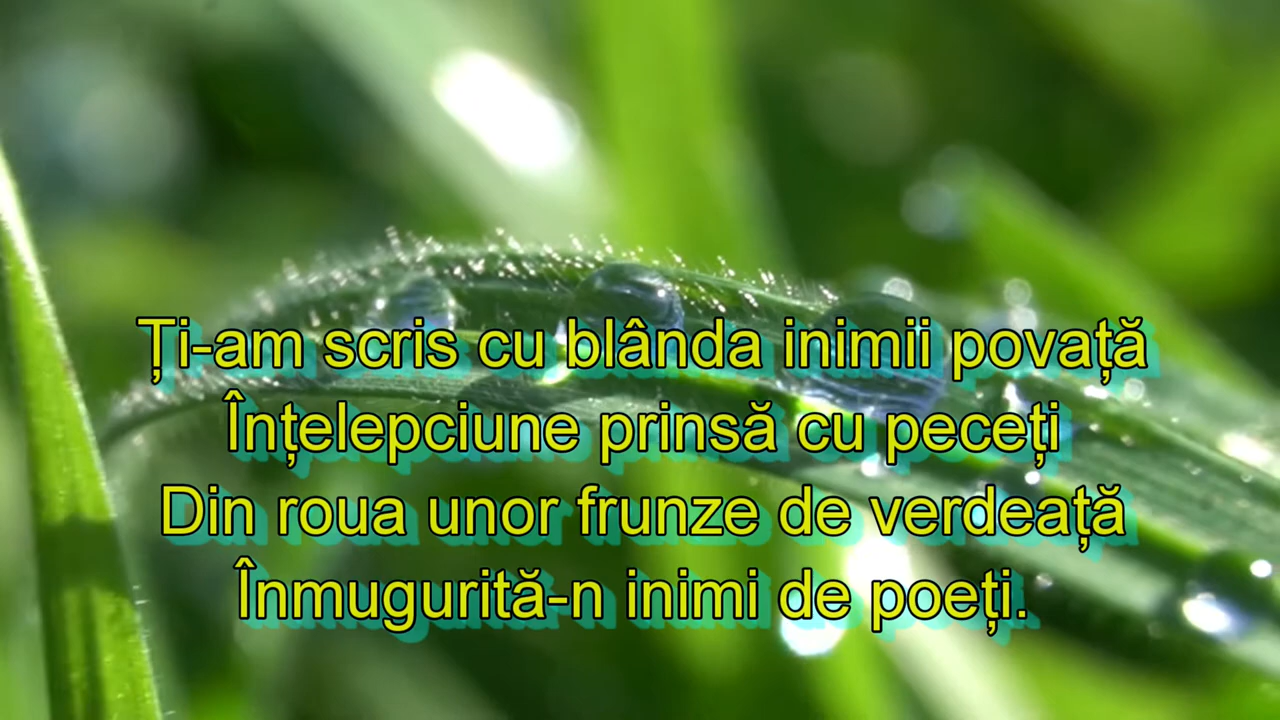 Ți-am scris cu blânda inimii povață
Înțelepciune prinsă cu peceți
Din roua unor frunze de verdeață
Înmugurită-n inimi de poeți.